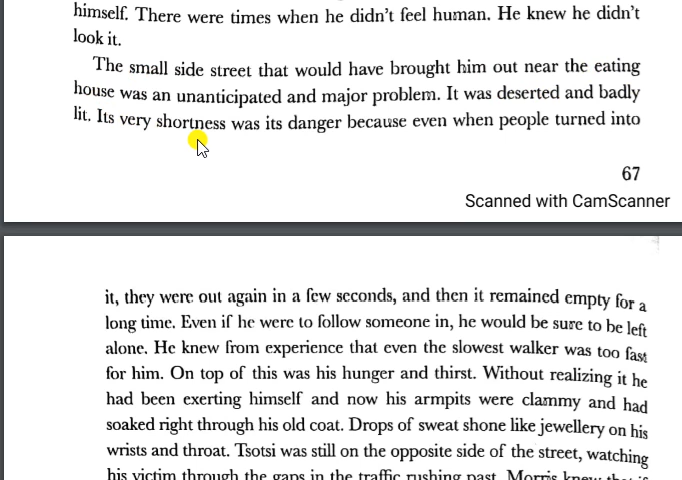 himself. There were times when he didn't feel human. He knew he didn't
look it.
The small side street that would have brought him out near the eating
house was an unanticipated and major problem. It was deserted and badly
lit. Its very shortness was its danger because even when people turned into
67
Scanned with CamScanner
it, they were out again in a few seconds, and then it remained empty for a
long time. Even if he were to follow someone in, he would be sure to be left
alone. He knew from experience that even the slowest walker was too fast
for him. On top of this was his hunger and thirst. Without realizing it he
had been exerting himself and now his armpits were clammy and had
soaked right through his old coat. Drops of sweat shone like jewellery on his
wrists and throat. Tsotsi was still on the opposite side of the street, watching
his victim through the gaps in the traffic rushing past. Morris knew that if